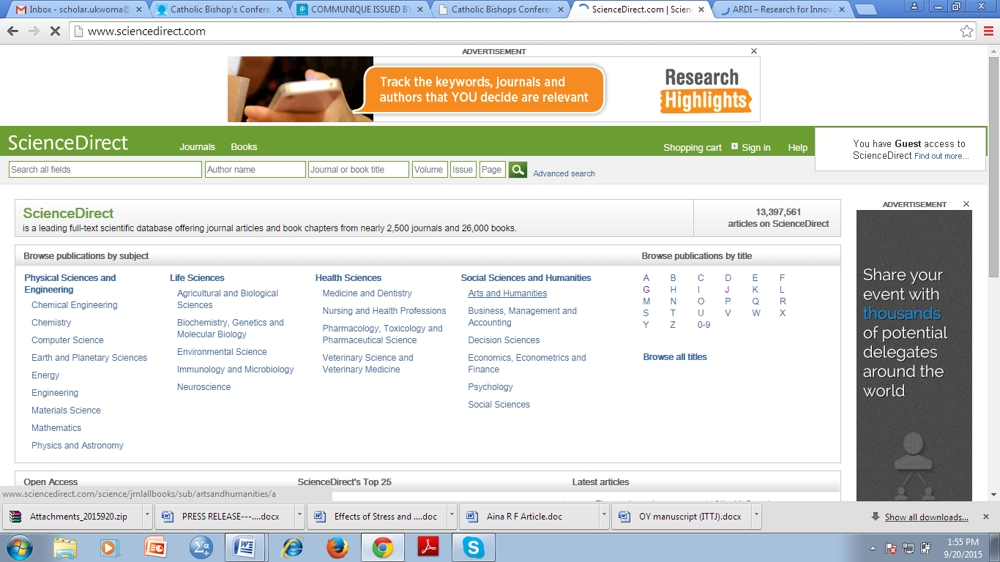 Inbox - scholar.ukwoma@
Catholic Bishop's Confere
COMMUNIQUE ISSUED BY
Catholic Bishops Conferer
ScienceDirect.com | Scien
ARDI – Research for Innov
www.sciencedirect.com
ADVERTISEMENT
Track the keywords, journals and
authors that YOU decide are relevant
Research
Highlights
ScienceDirect
Journals
Books
Shopping cart
Sign in
Help
You have Guest access to
ScienceDirect Find out more...
Search all fields
Author name
Journal or book title
Volume
Issue
Page
Advanced search
ScienceDirect
is a leading full-text scientific database offering journal articles and book chapters from nearly 2,500 journals and 26,000 books.
13,397,561
articles on ScienceDirect
Browse publications by subject
Physical Sciences and
Engineering
Chemical Engineering
Chemistry
Computer Science
Earth and Planetary Sciences
Energy
Engineering
Materials Science
Mathematics
Physics and Astronomy
Life Sciences
Agricultural and Biological
Sciences
Biochemistry, Genetics and
Molecular Biology
Environmental Science
Immunology and Microbiology
Neuroscience
Health Sciences
Medicine and Dentistry
Nursing and Health Professions
Pharmacology, Toxicology and
Pharmaceutical Science
Veterinary Science and
Veterinary Medicine
Social Sciences and Humanities
Arts and Humanities
Business, Management and
Accounting
Decision Sciences
Economics, Econometrics and
Finance
Psychology
Social Sciences
Browse publications by title
A B C D E F
G H I J K L
M N O P Q R
S T U V W X
Y Z 0-9
Browse all titles
ADVERTISEMENT
Share your
event with
thousands
of potential
delegates
around the
world
Open Access
ScienceDirect's Top 25
Latest articles
www.sciencedirect.com/science/jrnlallbooks/sub/artsandhumanities/a
Attachments_2015920.zip
PRESS RELEASE---....docx
Effects of Stress and ....doc
Aina R F Article.doc
OY manuscript (ITTJ).docx
Show all downloads...
1:55 PM
9/20/2015